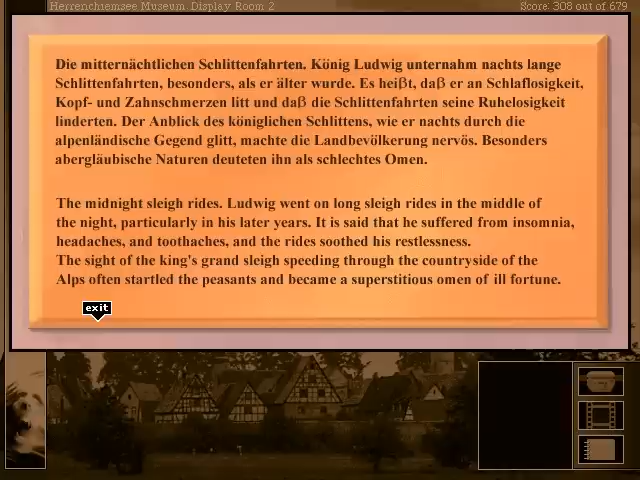 Herrenchiemsee Museum, Display Room 2
Score: 308 out of 679
Die mitternächtlichen Schlittenfahrten. König Ludwig unternahm nachts lange
Schlittenfahrten, besonders, als er älter wurde. Es heißt, daß er an Schlaflosigkeit,
Kopf- und Zahnschmerzen litt und daß die Schlittenfahrten seine Ruhelosigkeit
linderten. Der Anblick des königlichen Schlittens, wie er nachts durch die
alpenländische Gegend glitt, machte die Landbevölkerung nervös. Besonders
abergläubische Naturen deuteten ihn als schlechtes Omen.
The midnight sleigh rides. Ludwig went on long sleigh rides in the middle of
the night, particularly in his later years. It is said that he suffered from insomnia,
headaches, and toothaches, and the rides soothed his restlessness.
The sight of the king's grand sleigh speeding through the countryside of the
Alps often startled the peasants and became a superstitious omen of ill fortune.
exit